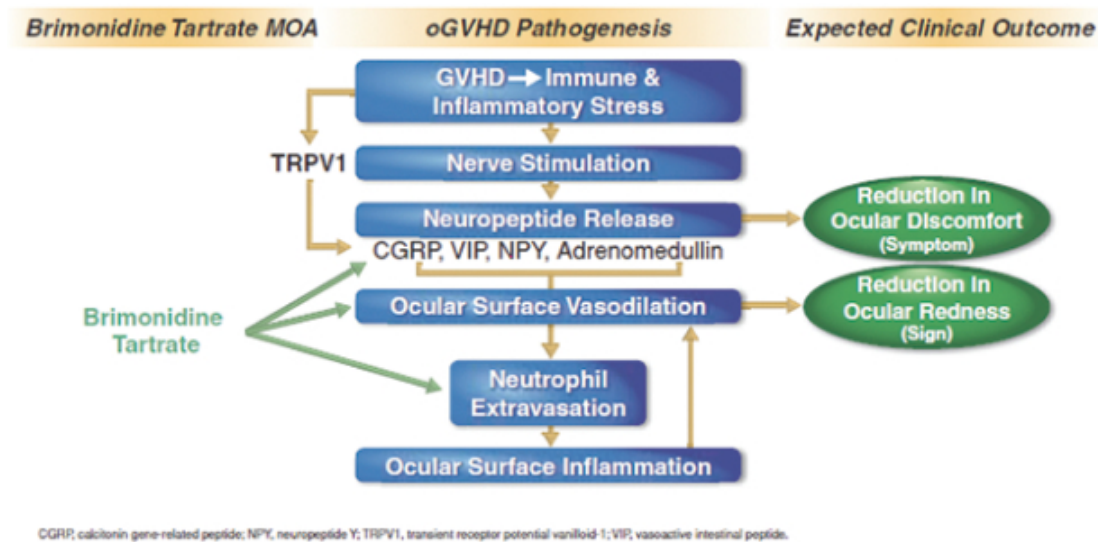 Brimonidine Tartrate MOA
oGVHD Pathogenesis
Expected Clinical Outcome
GVHD→Immune &
Inflammatory Stress
TRPV1
Nerve Stimulation
Neuropeptide Release
CGRP, VIP, NPY, Adrenomedullin
Reduction In
Ocular DIscomfort
(Symptom)
Brimonidine
Tartrate
Ocular Surface Vasodilation
Reduction In
Ocular Redness
(Sign)
Neutrophil
Extravasation
Ocular Surface Inflammation
CGRP, calcitonin gene-related peptide; NPY, neuropeptide Y; TRPV1, transient receptor potential vanilloid-1; VIP, vasoactive intestinal peptide.